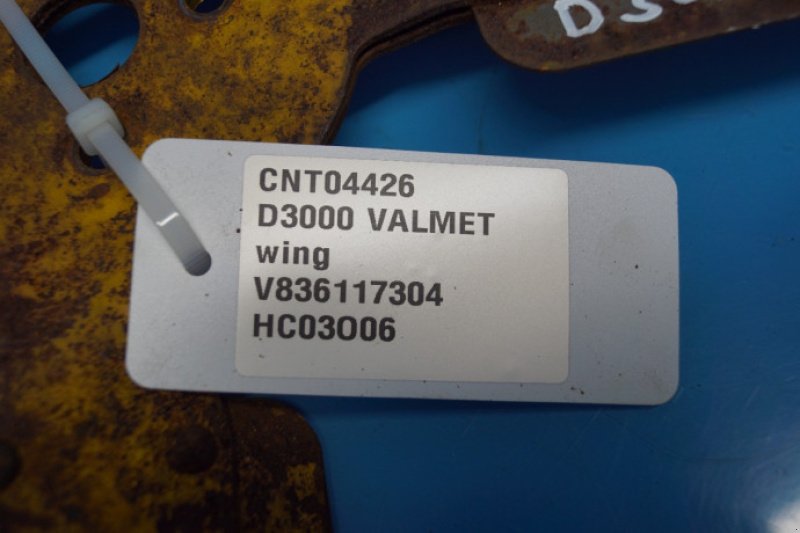 CNT04426
D3000 VALMET
wing
V836117304
HC03O06